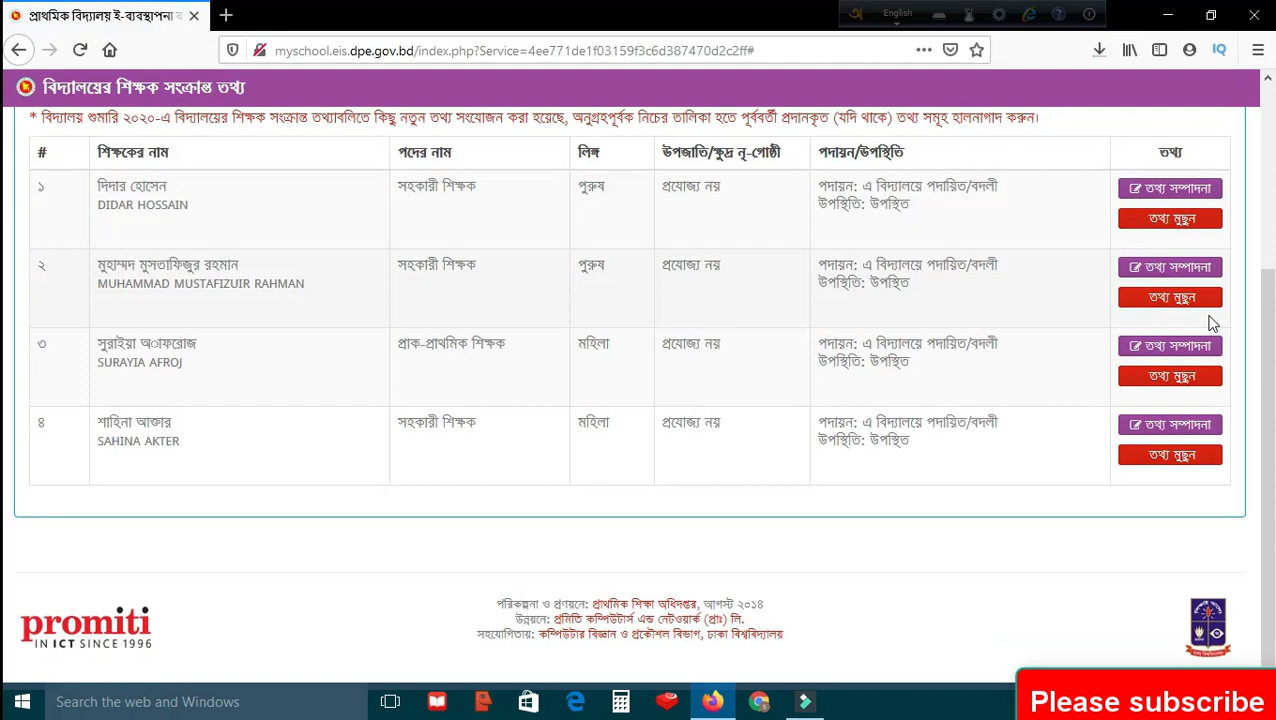 প্রাথমিক বিদ্যালয় ই-ব্যবস্থাপনা ব
English
myschool.eis.dpe.gov.bd/index.php?Service=4ee771de1f03159f3c6d387470d2c2ff#
বিদ্যালয়ের শিক্ষক সংক্রান্ত তথ্য
* বিদ্যালয় শুমারি ২০২০-এ বিদ্যালয়ের শিক্ষক সংক্রান্ত তথ্যাবলিতে কিছু নতুন তথ্য সংযোজন করা হয়েছে, অনুগ্রহপূর্বক নিচের তালিকা হতে পূর্ববর্তী প্রদানকৃত (যদি থাকে) তথ্য সমূহ হালনাগাদ করুন।
# শিক্ষকের নাম পদের নাম লিঙ্গ উপজাতি/ক্ষুদ্র নৃ-গোষ্ঠী পদায়ন/উপস্থিতি তথ্য
১ দিদার হোসেন সহকারী শিক্ষক পুরুষ প্রযোজ্য নয় পদায়ন: এ বিদ্যালয়ে পদায়িত/বদলী তথ্য সম্পাদনা
DIDAR HOSSAIN উপস্থিতি: উপস্থিত তথ্য মুছুন
২ মুহাম্মদ মুসতাফিজুর রহমান সহকারী শিক্ষক পুরুষ প্রযোজ্য নয় পদায়ন: এ বিদ্যালয়ে পদায়িত/বদলী তথ্য সম্পাদনা
MUHAMMAD MUSTAFIZUIR RAHMAN উপস্থিতি: উপস্থিত তথ্য মুছুন
৩ সুরাইয়া অাফরোজ প্রাক-প্রাথমিক শিক্ষক মহিলা প্রযোজ্য নয় পদায়ন: এ বিদ্যালয়ে পদায়িত/বদলী তথ্য সম্পাদনা
SURAYIA AFROJ উপস্থিতি: উপস্থিত তথ্য মুছুন
৪ শাহিনা আক্তার সহকারী শিক্ষক মহিলা প্রযোজ্য নয় পদায়ন: এ বিদ্যালয়ে পদায়িত/বদলী তথ্য সম্পাদনা
SAHINA AKTER উপস্থিতি: উপস্থিত তথ্য মুছুন
পরিকল্পনা ও প্রণয়নে: প্রাথমিক শিক্ষা অধিদপ্তর, আগস্ট ২০১৪
উন্নয়নে: প্রমিতি কম্পিউটার্স এন্ড নেটওয়ার্ক (প্রাঃ) লি.
সহযোগিতায়: কম্পিউটার বিজ্ঞান ও প্রকৌশল বিভাগ, ঢাকা বিশ্ববিদ্যালয়
promiti
IN ICT SINCE 1996
Search the web and Windows
Please subscribe